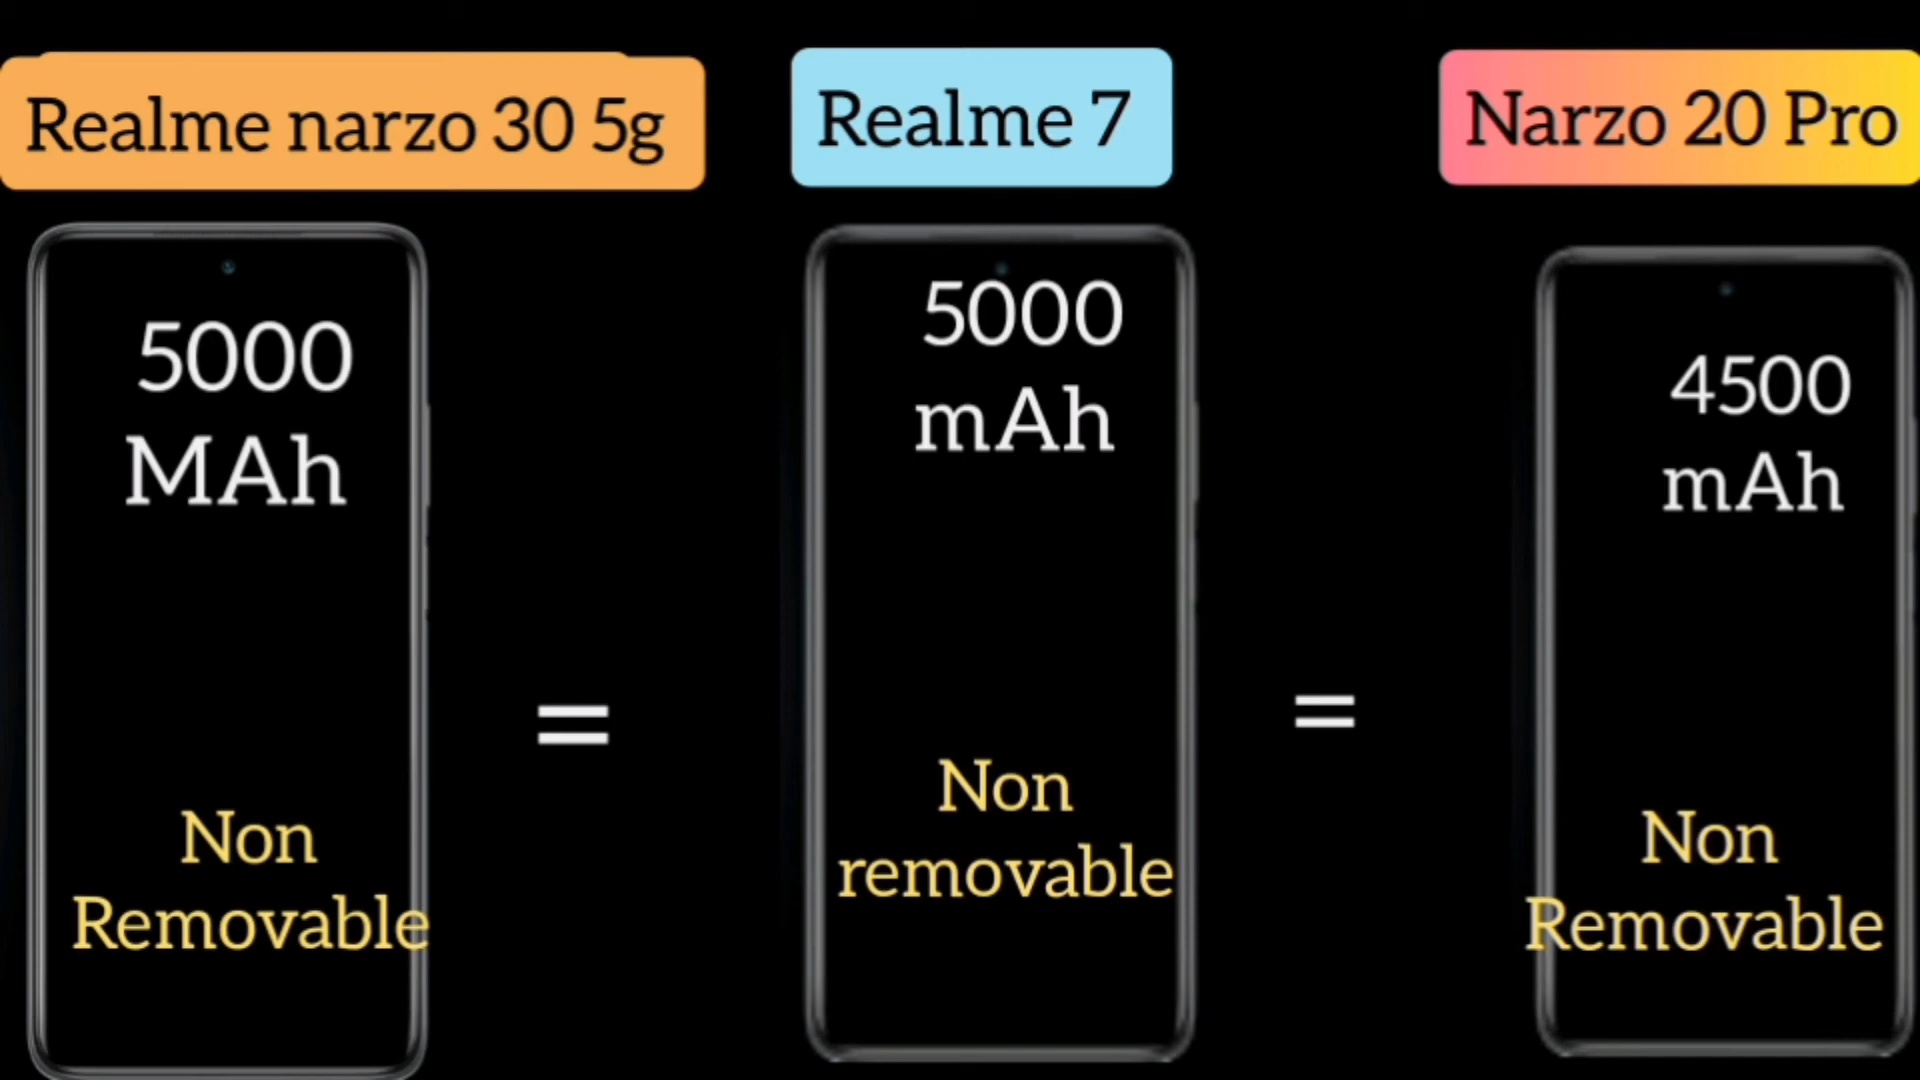 Realme narzo 30 5g
Realme 7
Narzo 20 Pro
5000
MAh
5000
mAh
4500
mAh
=
=
Non
Removable
Non
removable
Non
Removable